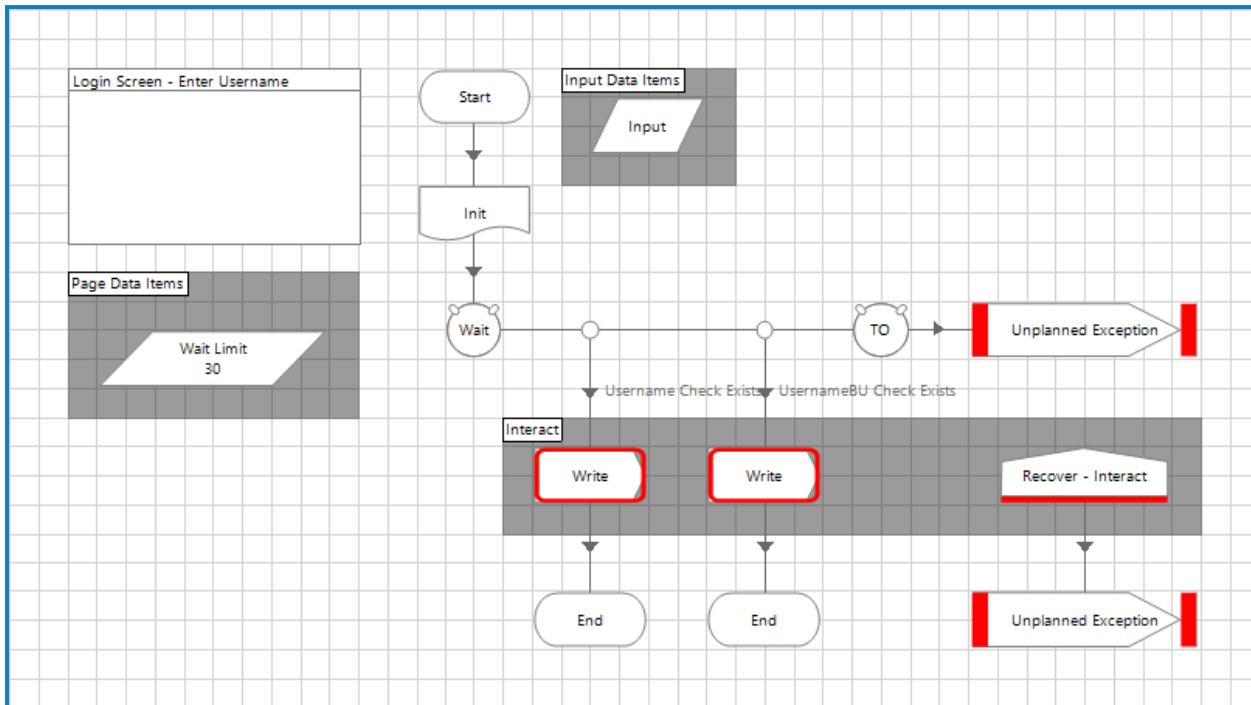 Login Screen - Enter Username
Start
Input Data Items
Input
Init
Page Data Items
Wait Limit
30
Wait
TO
Unplanned Exception
Username Check Exists
UsernameBU Check Exists
Interact
Write
Write
Recover - Interact
End
End
Unplanned Exception